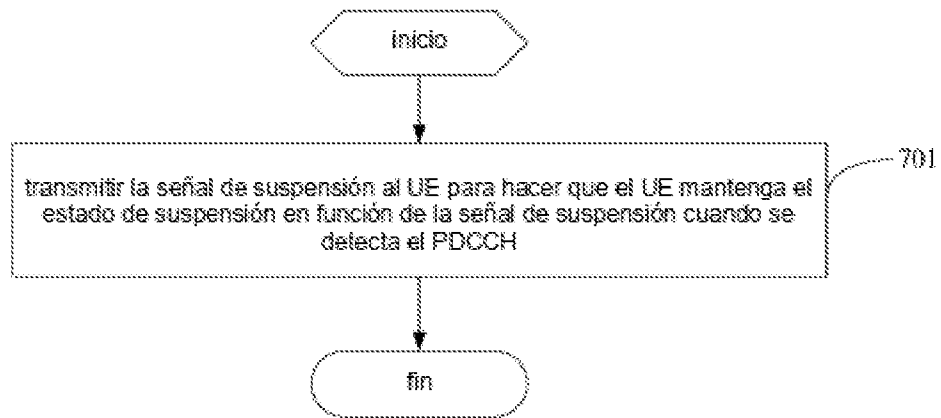 inicio
transmitir la señal de suspensión al UE para hacer que el UE mantenga el
estado de suspensión en función de la señal de suspensión cuando se
detecta el PDCCH
701
fin